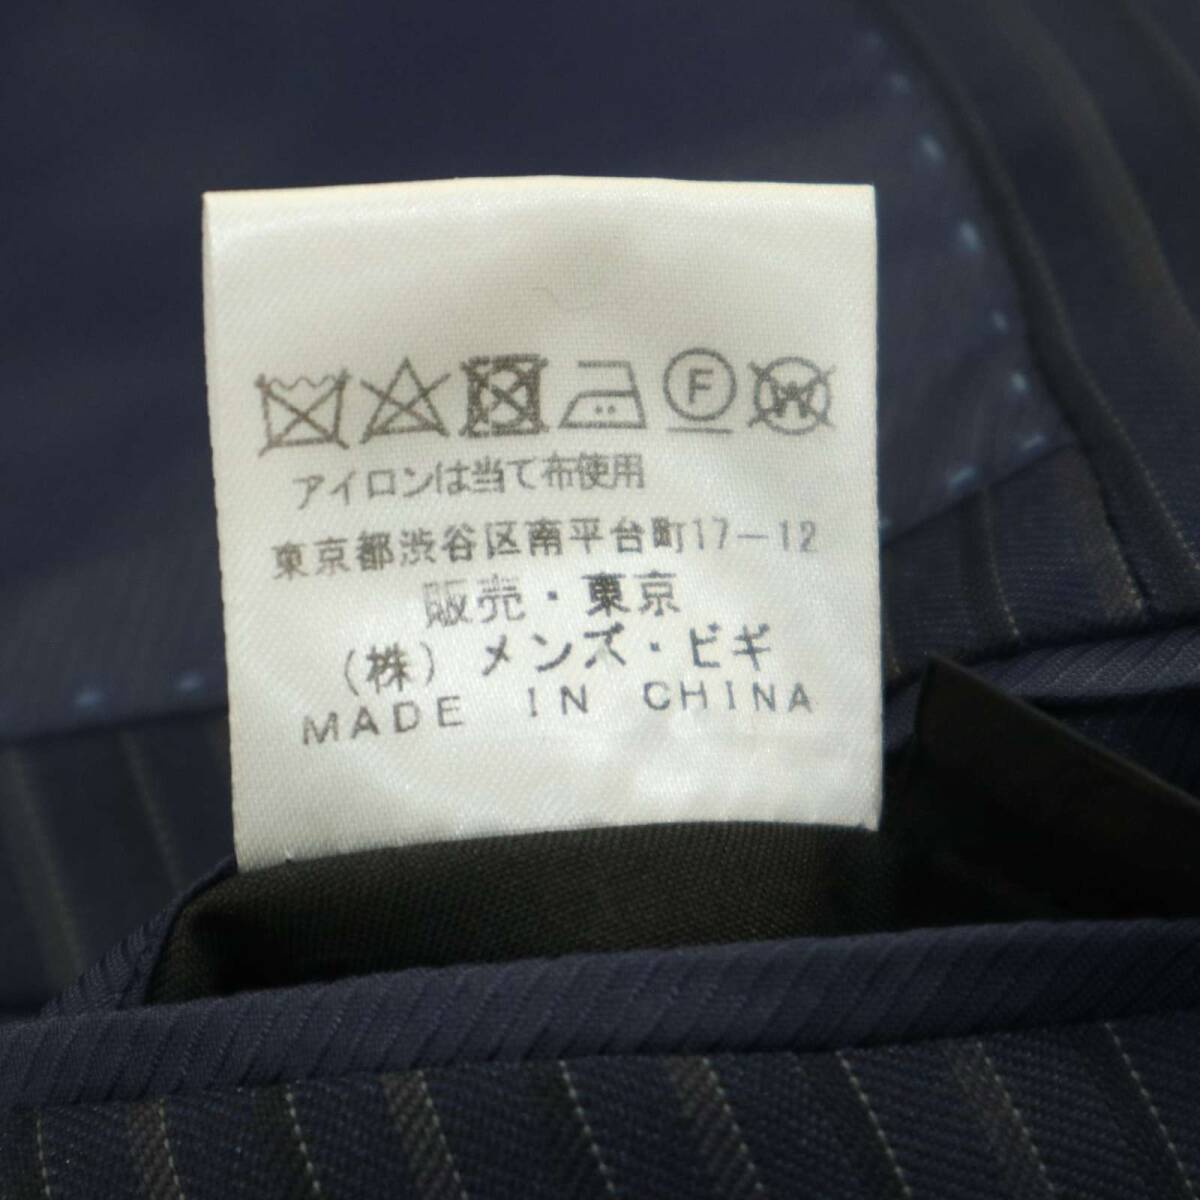 F W
アイロンは当て布使用
東京都渋谷区南平台町17-12
販売・東京
(株) メンズ・ビギ
MADE IN CHINA